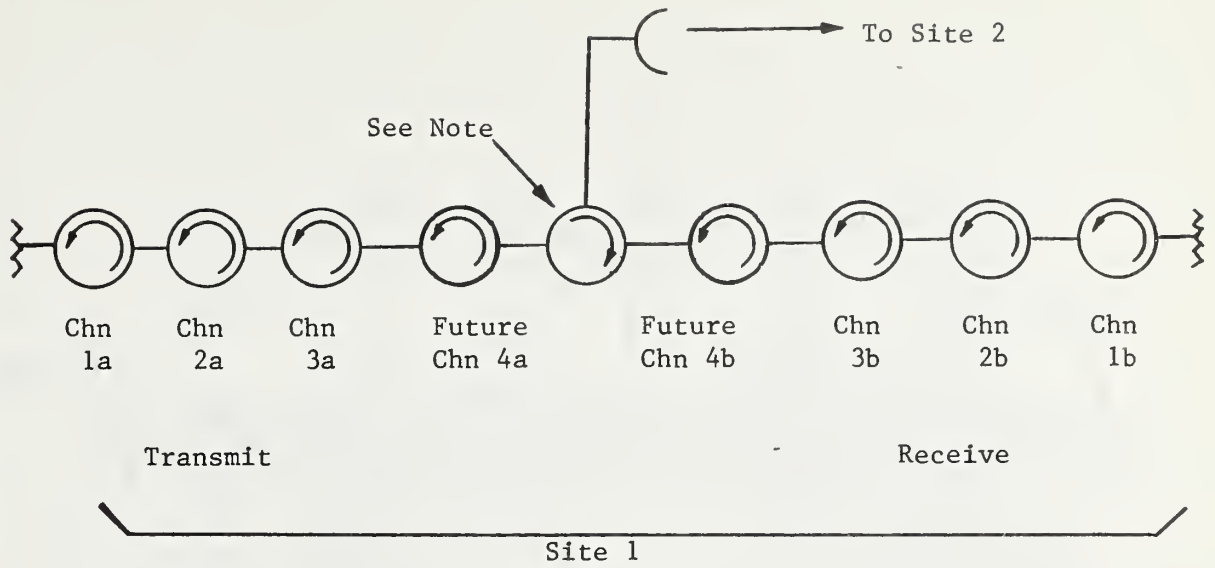 To Site 2
See Note
Chn 1a
Chn 2a
Chn 3a
Future Chn 4a
Future Chn 4b
Chn 3b
Chn 2b
Chn 1b
Transmit
Receive
Site 1